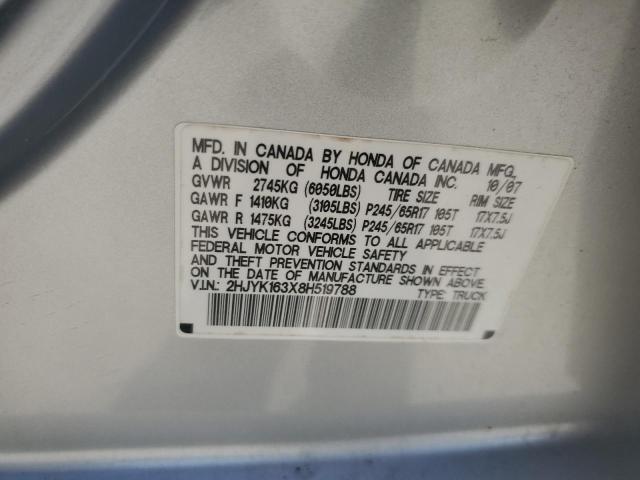 MFD. IN CANADA BY HONDA OF CANADA MFG.
A DIVISION OF HONDA CANADA INC. 10/07
GVWR 2745KG (6050LBS) TIRE SIZE RIM SIZE
GAWR F 1410KG (3105LBS) P245/65R17 105T 17X7.5J
GAWR R 1475KG (3245LBS) P245/65R17 105T 17X7.5J
THIS VEHICLE CONFORMS TO ALL APPLICABLE
FEDERAL MOTOR VEHICLE SAFETY
AND THEFT PREVENTION STANDARDS IN EFFECT
ON THE DATE OF MANUFACTURE SHOWN ABOVE
V.I.N.: 2HJYK163X8H519788 TYPE: TRUCK